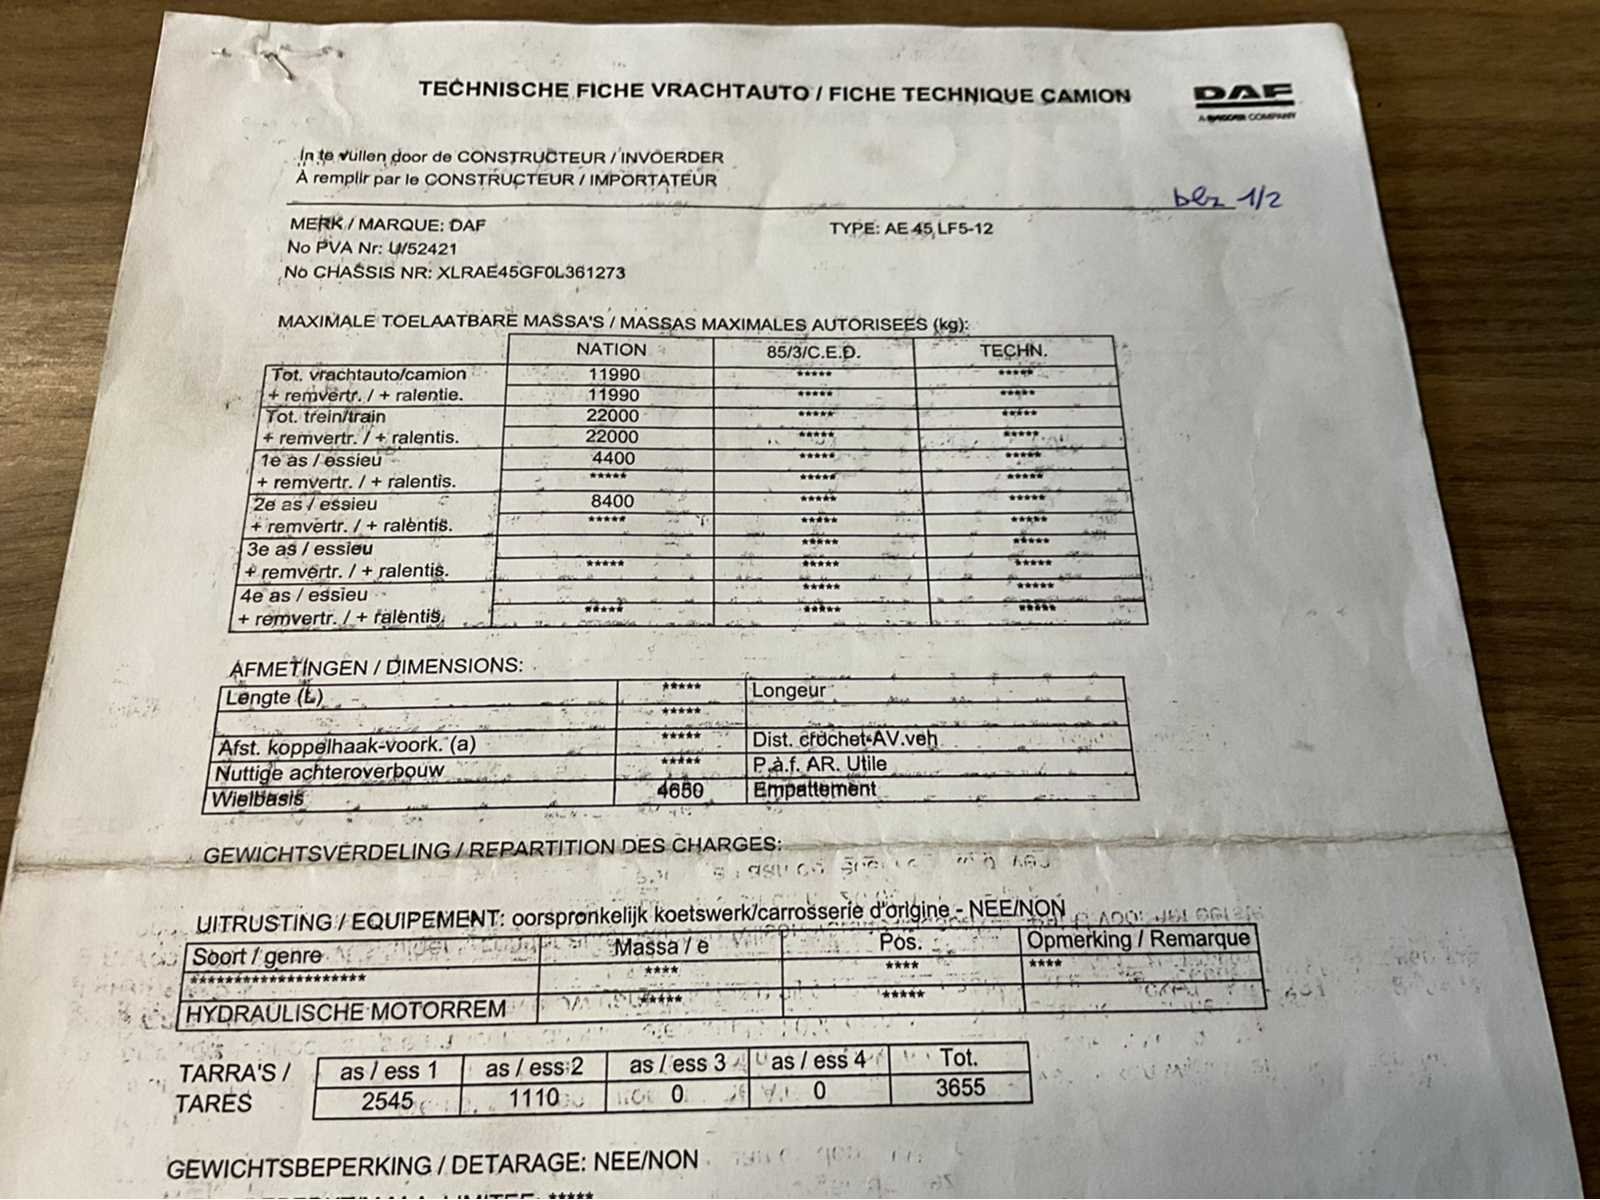 TECHNISCHE FICHE VRACHTAUTO / FICHE TECHNIQUE CAMION
DAF
A PACCAR COMPANY
In te vullen door de CONSTRUCTEUR / INVOERDER
À remplir par le CONSTRUCTEUR / IMPORTATEUR
blz 1/2
MERK / MARQUE: DAF TYPE: AE 45 LF5-12
No PVA Nr: U/52421
No CHASSIS NR: XLRAE45GF0L361273
MAXIMALE TOELAATBARE MASSA'S / MASSAS MAXIMALES AUTORISEES (kg):
NATION 85/3/C.E.D. TECHN.
Tot. vrachtauto/camion 11990 ***** *****
+ remvertr. / + ralentie. 11990 ***** *****
Tot. trein/train 22000 ***** *****
+ remvertr. / + ralentis. 22000 ***** *****
1e as / essieu 4400 ***** *****
+ remvertr. / + ralentis. ***** ***** *****
2e as / essieu 8400 ***** *****
+ remvertr. / + ralentis. ***** ***** *****
3e as / essieu ***** *****
+ remvertr. / + ralentis. ***** ***** *****
4e as / essieu ***** *****
+ remvertr. / + ralentis. ***** ***** *****
AFMETINGEN / DIMENSIONS:
Lengte (L) ***** Longeur
*****
Afst. koppelhaak-voork. (a) ***** Dist. crochet-AV.veh
Nuttige achteroverbouw ***** P.à.f. AR. Utile
Wielbasis Empattement
GEWICHTSVERDELING / REPARTITION DES CHARGES:
UITRUSTING / EQUIPEMENT: oorspronkelijk koetswerk/carrosserie d'origine - NEE/NON
Soort / genre Massa / e Pos. Opmerking / Remarque
******************** **** **** ****
HYDRAULISCHE MOTORREM ***** *****
TARRA'S / as / ess 1 as / ess 2 as / ess 3 as / ess 4 Tot.
TARES 2545 1110 0 0 3655
GEWICHTSBEPERKING / DETARAGE: NEE/NON